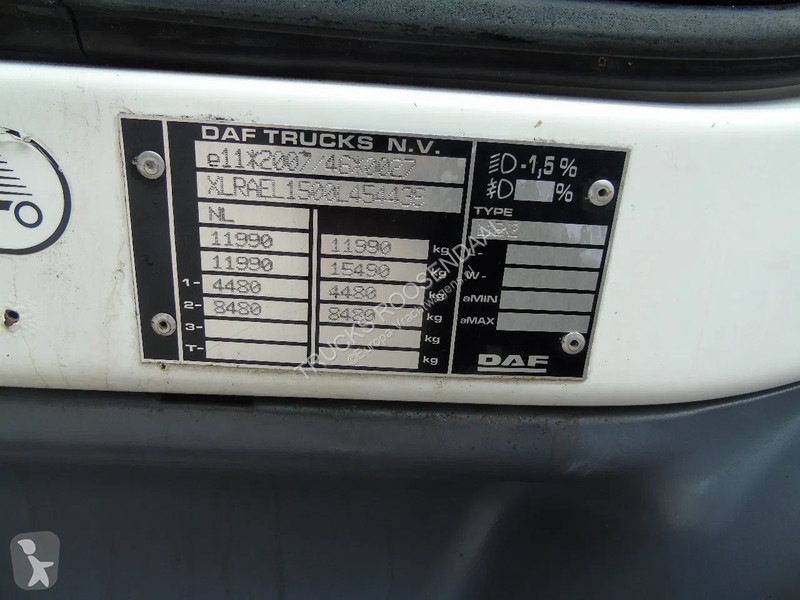 DAF TRUCKS N.V.
e11*2007/46*0027
XLRAEL1500L454435
NL
11990 11990 kg
11990 15490 kg
1- 4480 4480 kg
2- 8480 8480 kg
3- kg
T- kg
-1,5 %
%
TYPE
W-
aMIN
aMAX
DAF
TRUCKS ROOSENDAAL